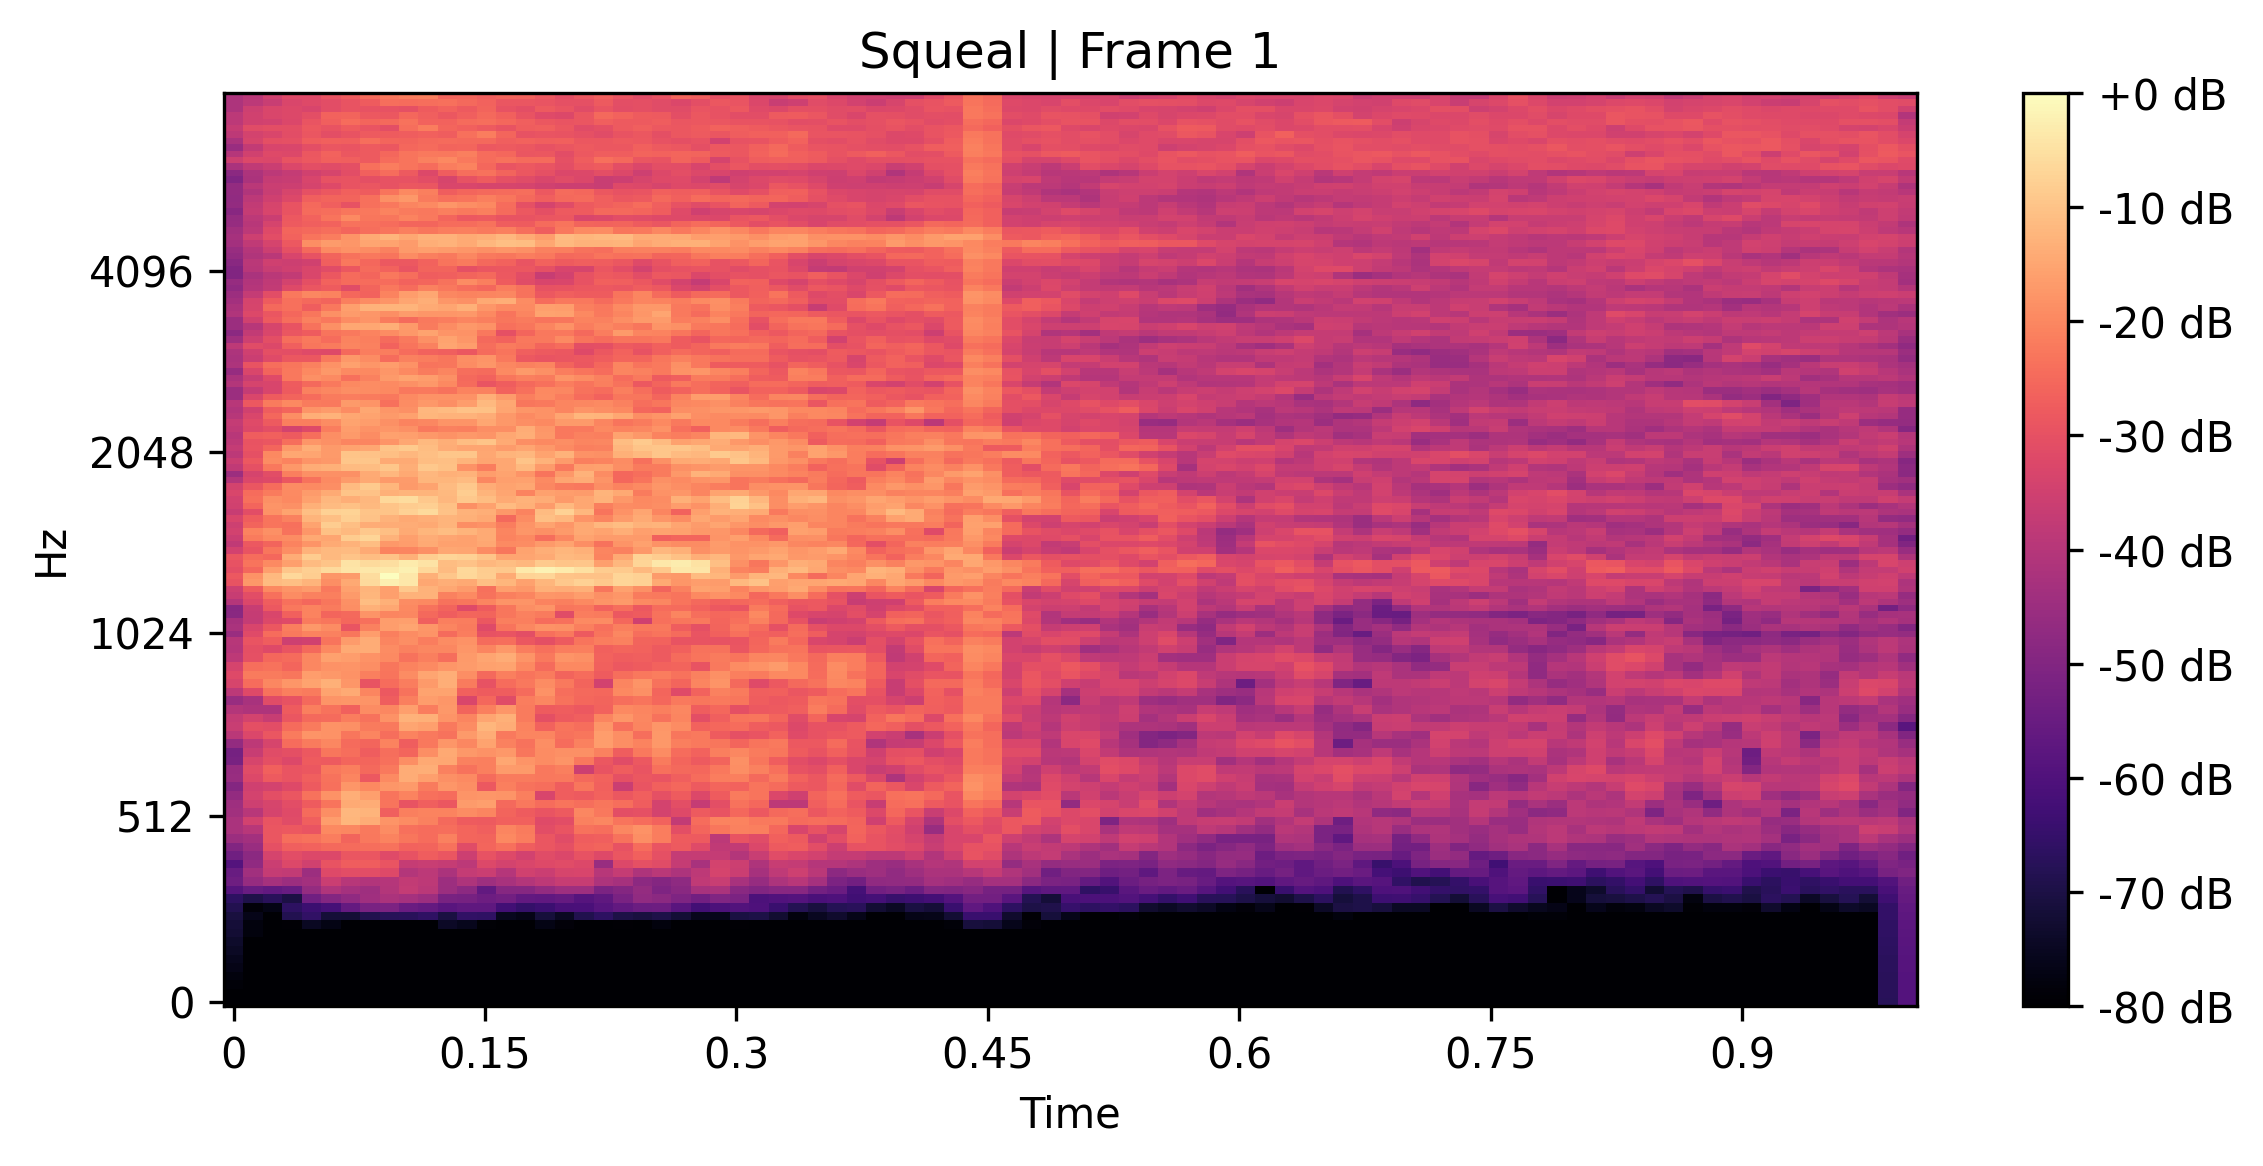 Squeal | Frame 1
+0 dB
-10 dB
-20 dB
-30 dB
-40 dB
-50 dB
-60 dB
-70 dB
-80 dB
4096
2048
1024
512
0
Hz
0 0.15 0.3 0.45 0.6 0.75 0.9
Time